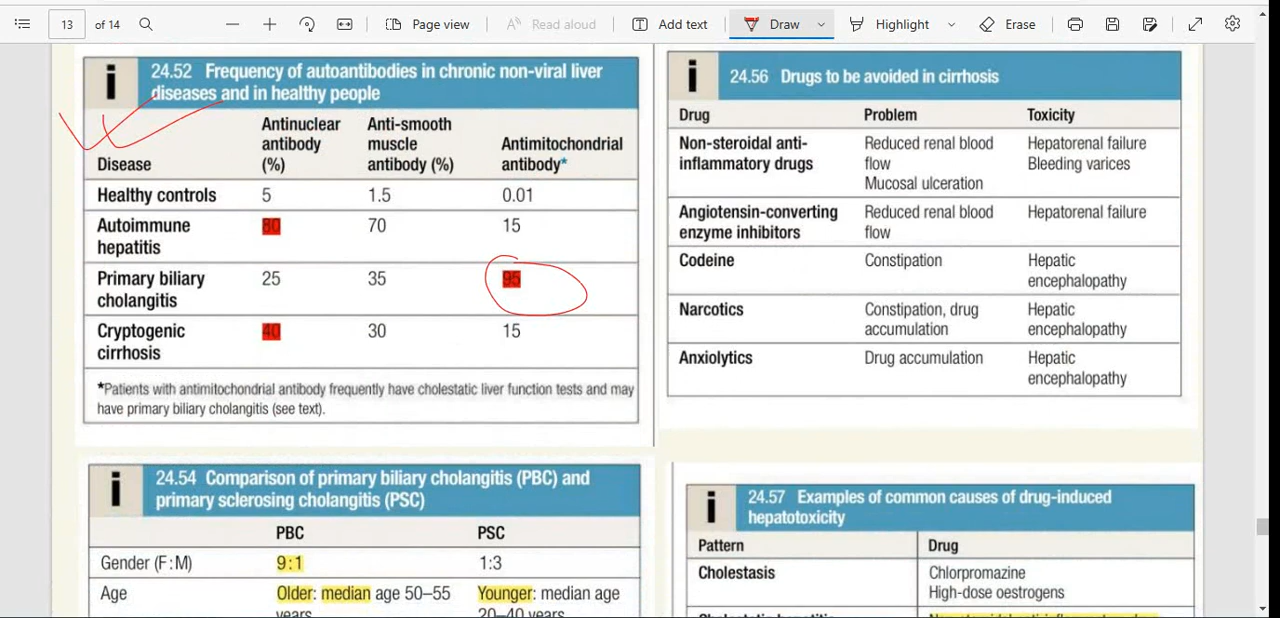 13 of 14 Page view Read aloud Add text Draw Highlight Erase
i
24.52 Frequency of autoantibodies in chronic non-viral liver
diseases and in healthy people
Disease Antinuclear antibody (%) Anti-smooth muscle antibody (%) Antimitochondrial antibody*
Healthy controls 5 1.5 0.01
Autoimmune hepatitis 80 70 15
Primary biliary cholangitis 25 35 95
Cryptogenic cirrhosis 40 30 15
*Patients with antimitochondrial antibody frequently have cholestatic liver function tests and may
have primary biliary cholangitis (see text).
i
24.56 Drugs to be avoided in cirrhosis
Drug Problem Toxicity
Non-steroidal anti- Reduced renal blood Hepatorenal failure
inflammatory drugs flow Bleeding varices
Mucosal ulceration
Angiotensin-converting Reduced renal blood Hepatorenal failure
enzyme inhibitors flow
Codeine Constipation Hepatic
encephalopathy
Narcotics Constipation, drug Hepatic
accumulation encephalopathy
Anxiolytics Drug accumulation Hepatic
encephalopathy
i
24.54 Comparison of primary biliary cholangitis (PBC) and
primary sclerosing cholangitis (PSC)
PBC PSC
Gender (F:M) 9:1 1:3
Age Older: median age 50–55 Younger: median age
years 20–40 years
i
24.57 Examples of common causes of drug-induced
hepatotoxicity
Pattern Drug
Cholestasis Chlorpromazine
High-dose oestrogens